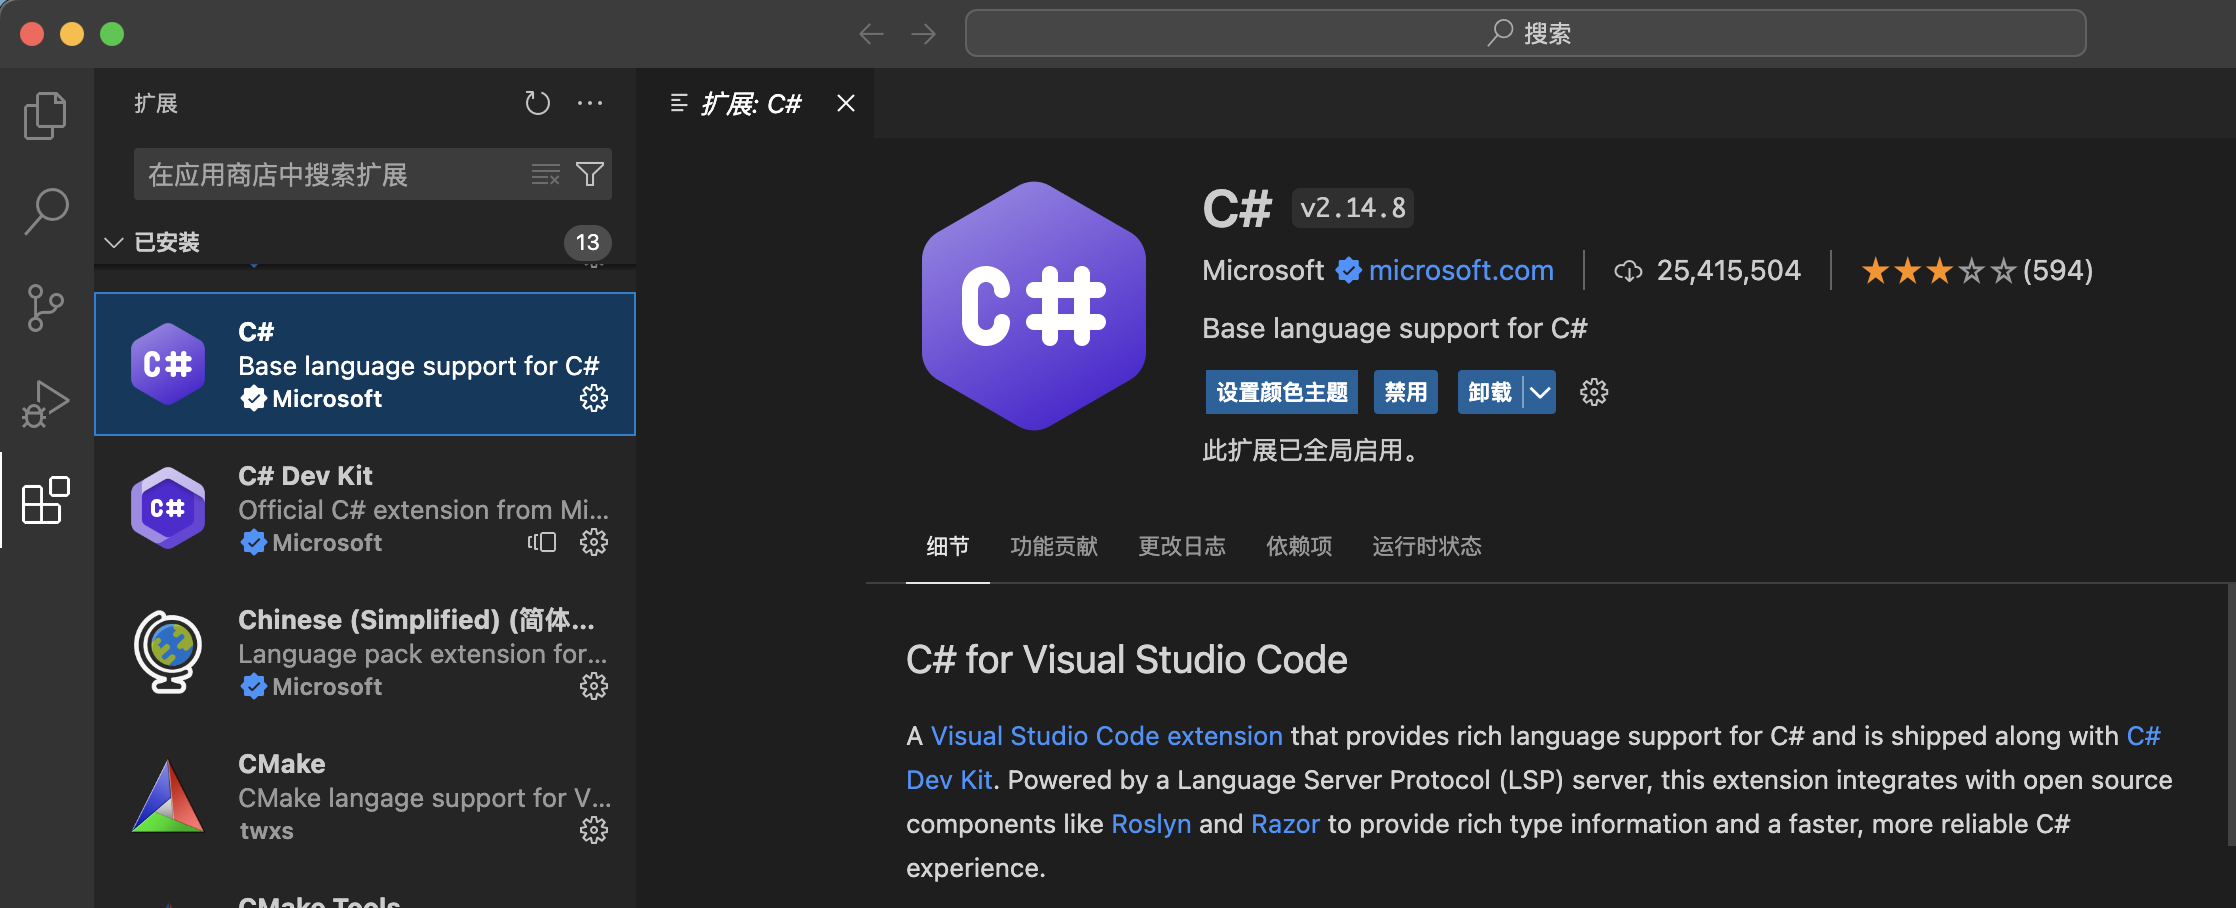 搜索
扩展
在应用商店中搜索扩展
已安装
13
C#
C#
Base language support for C#
Microsoft
C#
C# Dev Kit
Official C# extension from Mi...
Microsoft
Chinese (Simplified) (简体...
Language pack extension for...
Microsoft
CMake
CMake langage support for V...
twxs
CMake Tools
扩展: C#
C#
C#
v2.14.8
Microsoft
microsoft.com
25,415,504
(594)
Base language support for C#
设置颜色主题
禁用
卸载
此扩展已全局启用。
细节
功能贡献
更改日志
依赖项
运行时状态
C# for Visual Studio Code
A Visual Studio Code extension that provides rich language support for C# and is shipped along with C#
Dev Kit. Powered by a Language Server Protocol (LSP) server, this extension integrates with open source
components like Roslyn and Razor to provide rich type information and a faster, more reliable C#
experience.